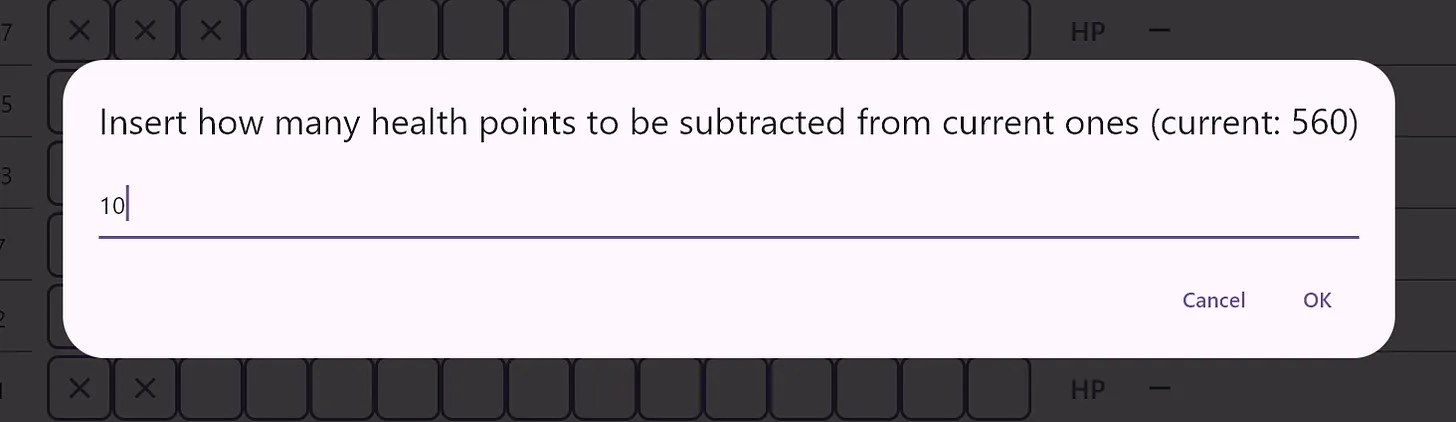 7 × × × HP −
Insert how many health points to be subtracted from current ones (current: 560)
5
3
10
7
2
Cancel OK
× × HP −